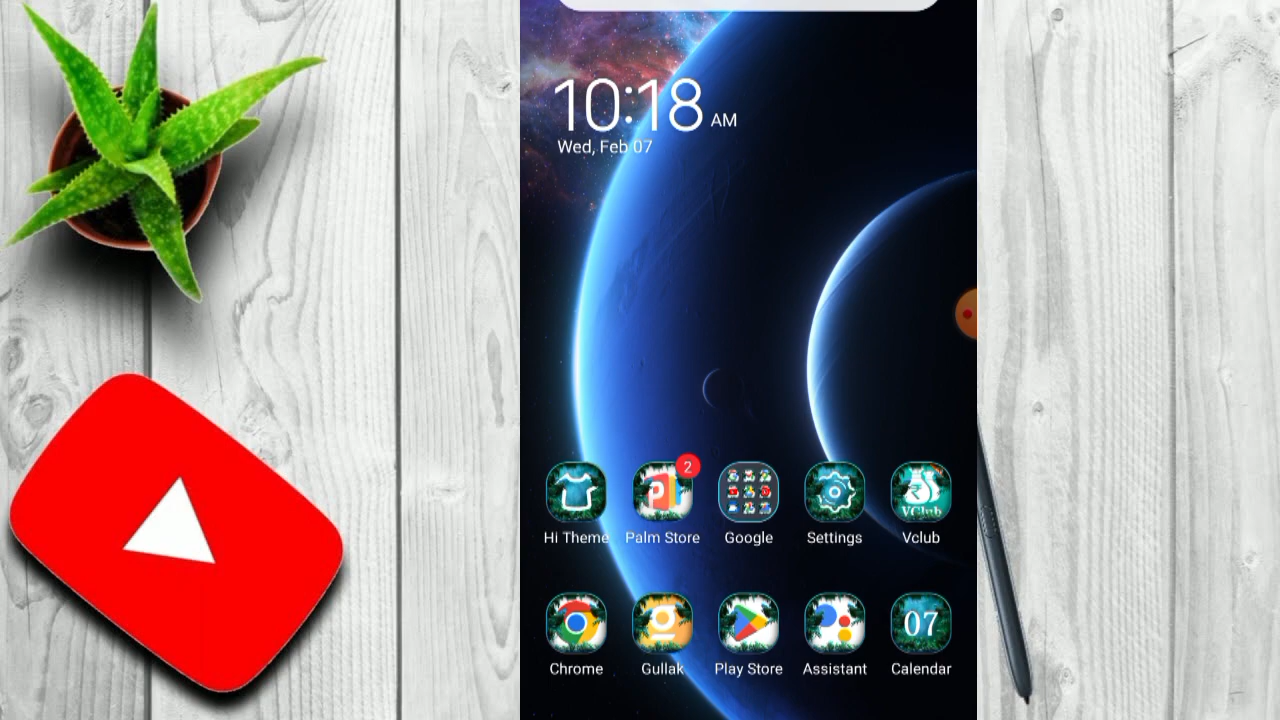 10:18 AM
Wed, Feb 07
2
VClub
Hi Theme Palm Store Google Settings Vclub
07
Chrome Gullak Play Store Assistant Calendar